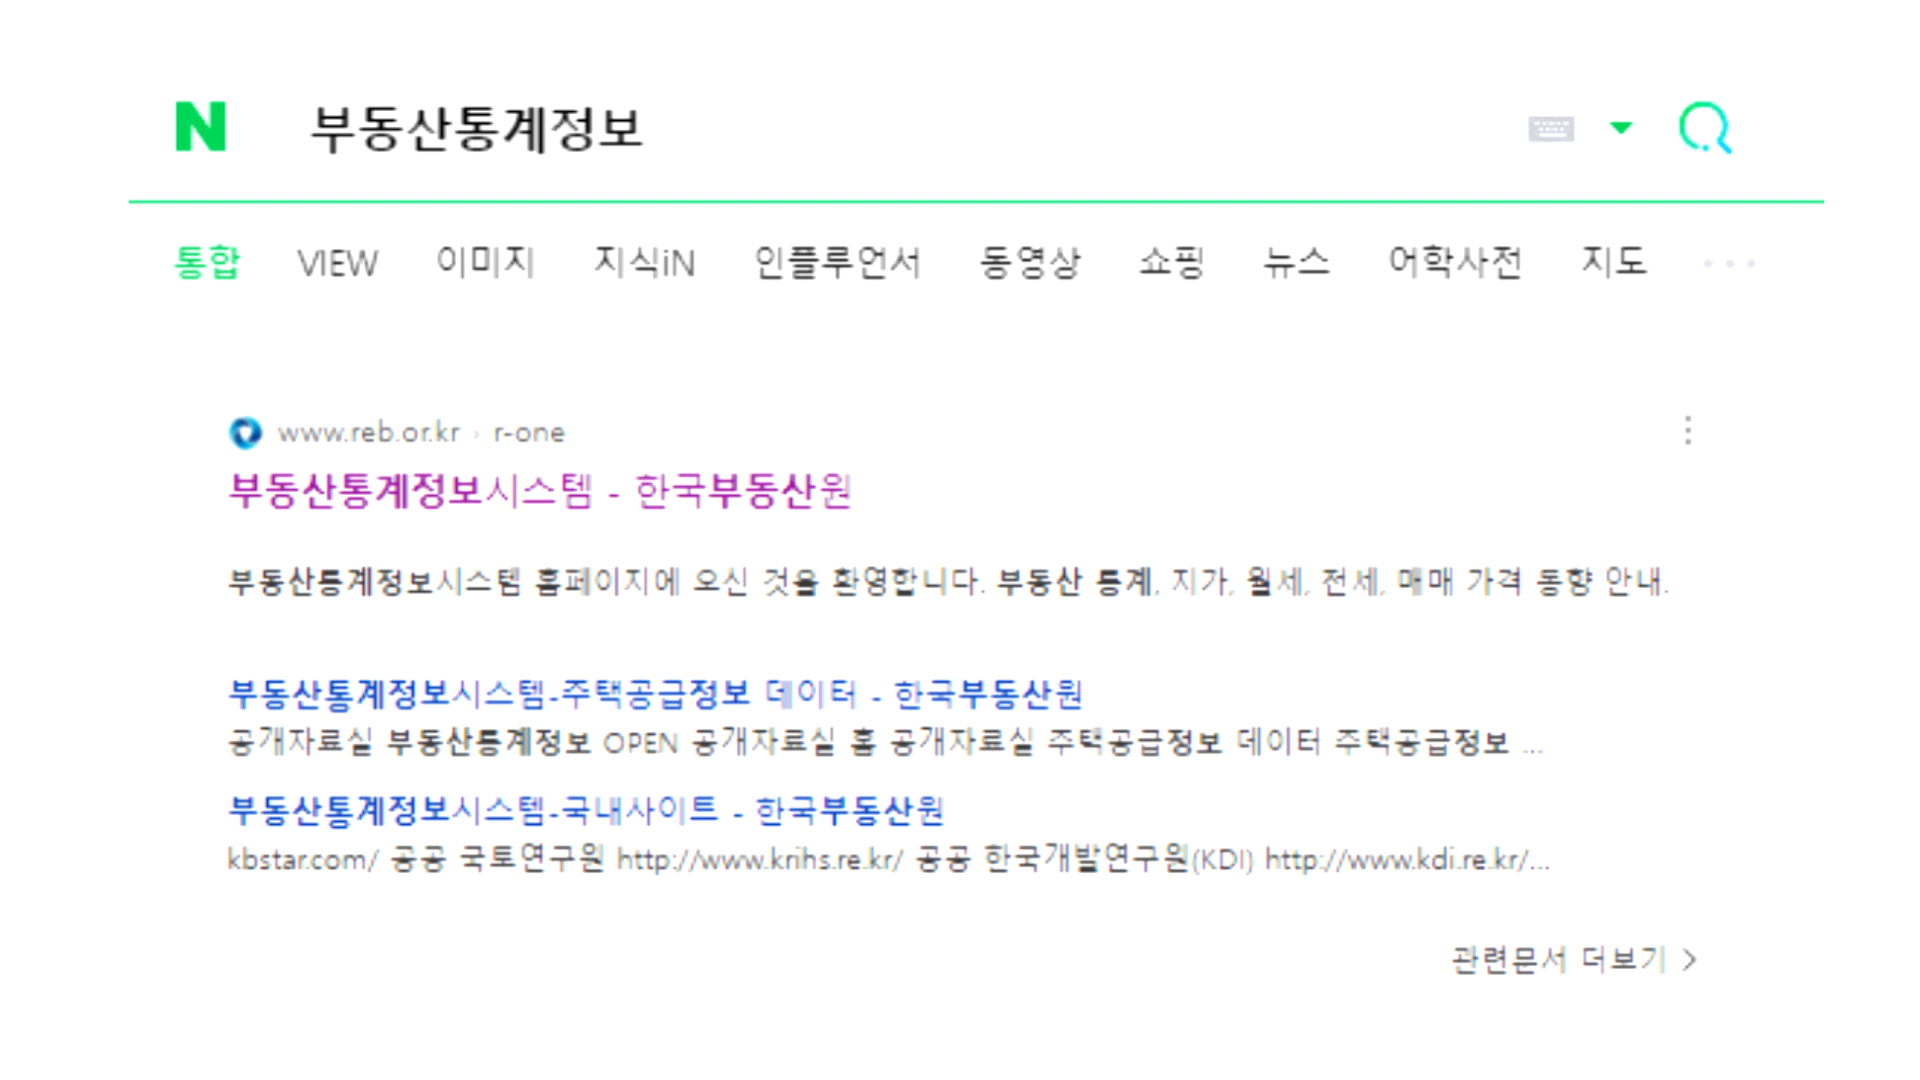 N 부동산통계정보
통합 VIEW 이미지 지식iN 인플루언서 동영상 쇼핑 뉴스 어학사전 지도 ...
www.reb.or.kr › r-one
부동산통계정보시스템 - 한국부동산원
부동산통계정보시스템 홈페이지에 오신 것을 환영합니다. 부동산 통계, 지가, 월세, 전세, 매매 가격 동향 안내.
부동산통계정보시스템-주택공급정보 데이터 - 한국부동산원
공개자료실 부동산통계정보 OPEN 공개자료실 홈 공개자료실 주택공급정보 데이터 주택공급정보 ...
부동산통계정보시스템-국내사이트 - 한국부동산원
kbstar.com/ 공공 국토연구원 http://www.krihs.re.kr/ 공공 한국개발연구원(KDI) http://www.kdi.re.kr/...
관련문서 더보기 >